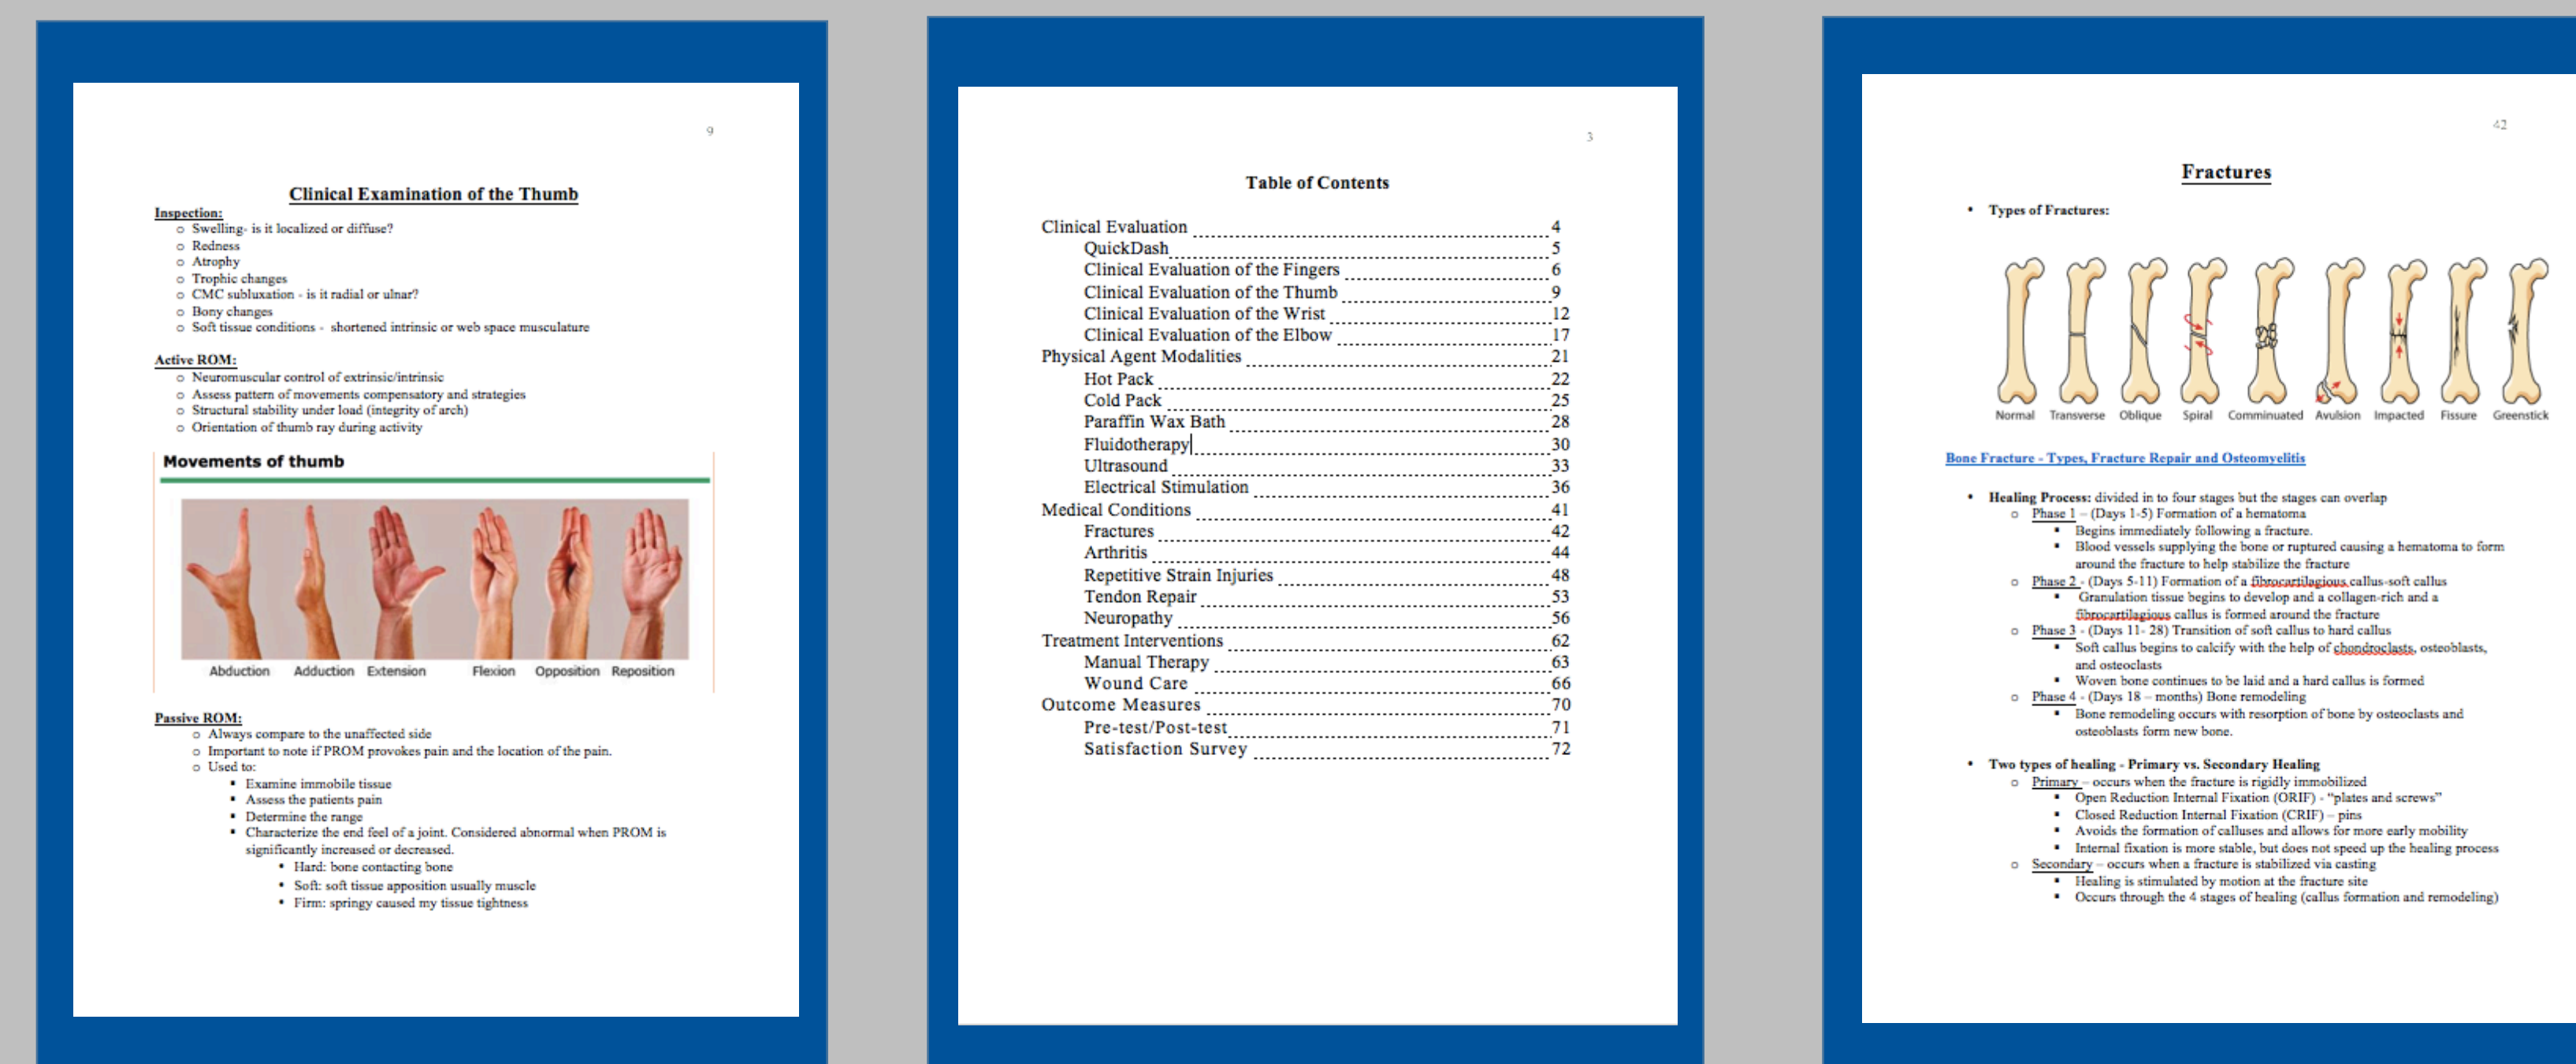 9
Clinical Examination of the Thumb
Inspection:
o Swelling- is it localized or diffuse?
o Redness
o Atrophy
o Trophic changes
o CMC subluxation - is it radial or ulnar?
o Bony changes
o Soft tissue conditions - shortened intrinsic or web space musculature
Active ROM:
o Neuromuscular control of extrinsic/intrinsic
o Assess pattern of movements compensatory and strategies
o Structural stability under load (integrity of arch)
o Orientation of thumb ray during activity
Movements of thumb
Abduction Adduction Extension Flexion Opposition Reposition
Passive ROM:
o Always compare to the unaffected side
o Important to note if PROM provokes pain and the location of the pain.
o Used to:
▪ Examine immobile tissue
▪ Assess the patients pain
▪ Determine the range
▪ Characterize the end feel of a joint. Considered abnormal when PROM is
significantly increased or decreased.
• Hard: bone contacting bone
• Soft: soft tissue apposition usually muscle
• Firm: springy caused my tissue tightness
3
Table of Contents
Clinical Evaluation 4
QuickDash 5
Clinical Evaluation of the Fingers 6
Clinical Evaluation of the Thumb 9
Clinical Evaluation of the Wrist 12
Clinical Evaluation of the Elbow 17
Physical Agent Modalities 21
Hot Pack 22
Cold Pack 25
Paraffin Wax Bath 28
Fluidotherapy 30
Ultrasound 33
Electrical Stimulation 36
Medical Conditions 41
Fractures 42
Arthritis 44
Repetitive Strain Injuries 48
Tendon Repair 53
Neuropathy 56
Treatment Interventions 62
Manual Therapy 63
Wound Care 66
Outcome Measures 70
Pre-test/Post-test 71
Satisfaction Survey 72
42
Fractures
• Types of Fractures:
Normal Transverse Oblique Spiral Comminuated Avulsion Impacted Fissure Greenstick
Bone Fracture - Types, Fracture Repair and Osteomyelitis
• Healing Process: divided in to four stages but the stages can overlap
o Phase 1 – (Days 1-5) Formation of a hematoma
▪ Begins immediately following a fracture.
▪ Blood vessels supplying the bone or ruptured causing a hematoma to form
around the fracture to help stabilize the fracture
o Phase 2 - (Days 5-11) Formation of a fibrocartilagious callus-soft callus
▪ Granulation tissue begins to develop and a collagen-rich and a
fibrocartilagious callus is formed around the fracture
o Phase 3 - (Days 11- 28) Transition of soft callus to hard callus
▪ Soft callus begins to calcify with the help of chondroclasts, osteoblasts,
and osteoclasts
▪ Woven bone continues to be laid and a hard callus is formed
o Phase 4 - (Days 18 – months) Bone remodeling
▪ Bone remodeling occurs with resorption of bone by osteoclasts and
osteoblasts form new bone.
• Two types of healing - Primary vs. Secondary Healing
o Primary – occurs when the fracture is rigidly immobilized
▪ Open Reduction Internal Fixation (ORIF) - “plates and screws”
▪ Closed Reduction Internal Fixation (CRIF) – pins
▪ Avoids the formation of calluses and allows for more early mobility
▪ Internal fixation is more stable, but does not speed up the healing process
o Secondary – occurs when a fracture is stabilized via casting
▪ Healing is stimulated by motion at the fracture site
▪ Occurs through the 4 stages of healing (callus formation and remodeling)